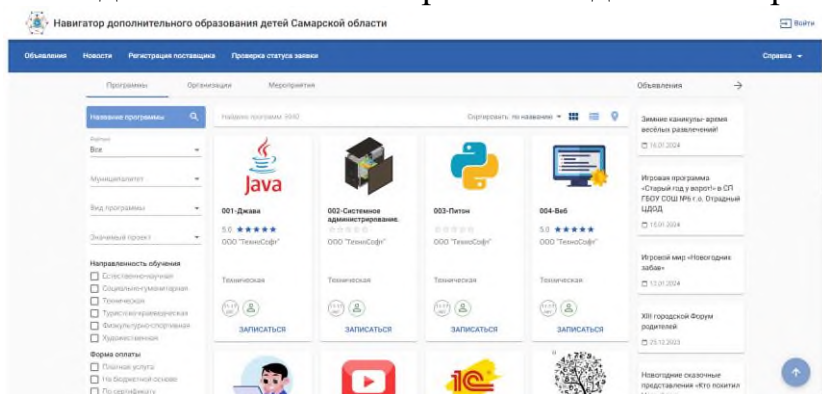 Навигатор дополнительного образования детей Самарской области
Войти
Объявления Новости Регистрация поставщика Проверка статуса заявки Справка
Программы Организации Мероприятия
Объявления
Название программы
Сортировать: по названию
Рейтинг
Все
Муниципалитет
Вид программы
Значимый проект
Направленность обучения
Естественно-научная
Социально-гуманитарная
Техническая
Туристско-краеведческая
Физкультурно-спортивная
Художественная
Форма оплаты
Платная услуга
На бюджетной основе
По сертификату
Java
001-Джава
5.0
ООО "ТехноСофт"
Техническая
ЗАПИСАТЬСЯ
002-Системное
администрирование.
ООО "ТехноСофт"
Техническая
ЗАПИСАТЬСЯ
003-Питон
ООО "ТехноСофт"
Техническая
ЗАПИСАТЬСЯ
004-Веб
5.0
ООО "ТехноСофт"
Техническая
ЗАПИСАТЬСЯ
1С
Зимние каникулы- время
весёлых развлечений!
16.01.2024
Игровая программа
«Старый год у ворот!» в СП
ГБОУ СОШ №6 г.о. Отрадный
ЦДОД
15.01.2024
Игровой мир «Новогодних
забав»
12.01.2024
XIII городской Форум
родителей
25.12.2023
Новогодние сказочные
представления «Кто похитил